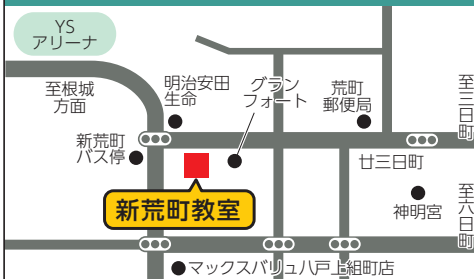 YS
アリーナ
至根城
方面
明治安田
生命
グラン
フォート
荒町
郵便局
至三日町
新荒町
バス停
廿三日町
新荒町教室
神明宮
至六日町
マックスバリュ八戸上組町店